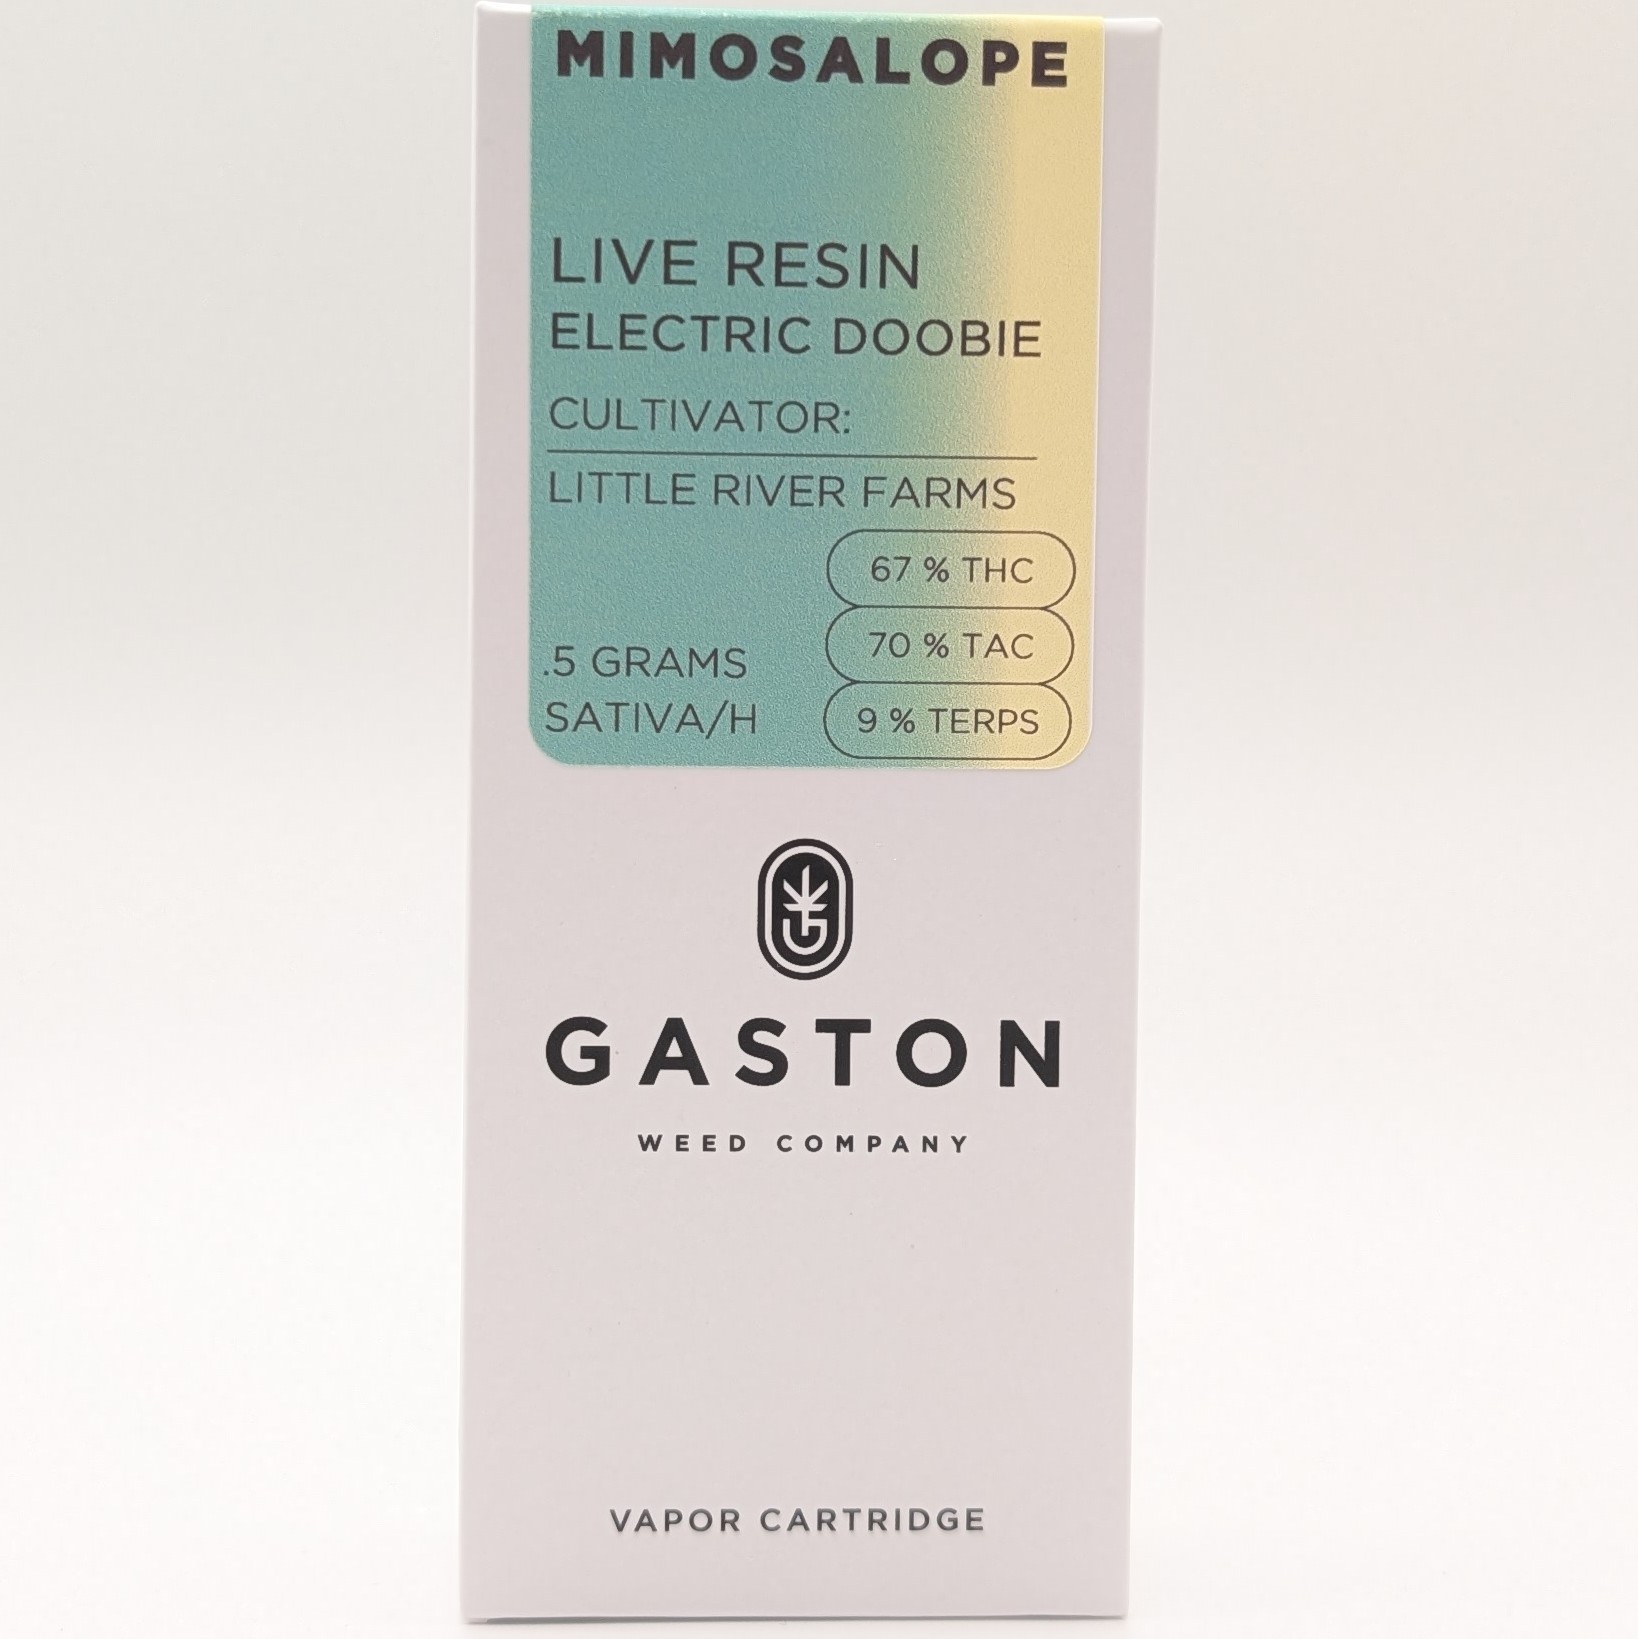 MIMOSALOPE
LIVE RESIN
ELECTRIC DOOBIE
CULTIVATOR:
LITTLE RIVER FARMS
67 % THC
70 % TAC
.5 GRAMS
SATIVA/H
9 % TERPS
GASTON
WEED COMPANY
VAPOR CARTRIDGE